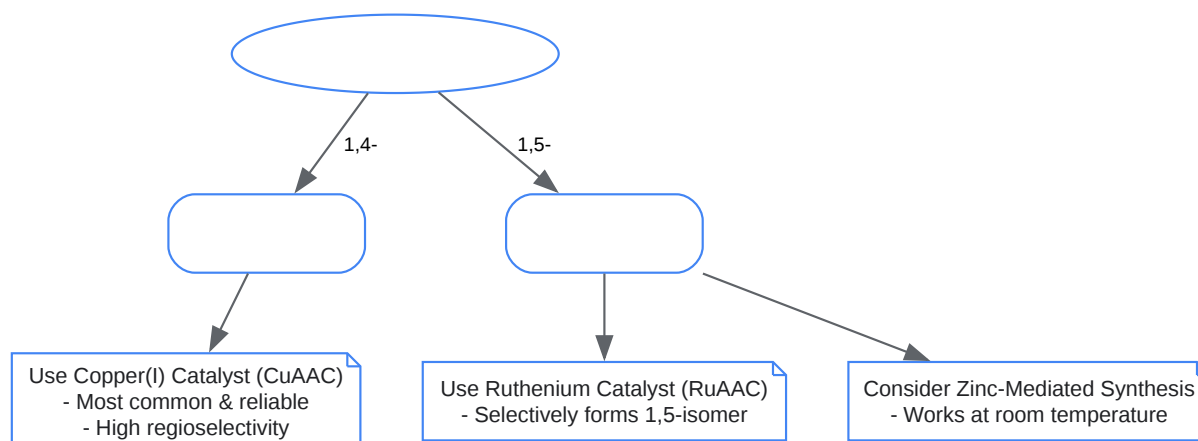 1,4-
1,5-
Use Copper(I) Catalyst (CuAAC)
- Most common & reliable
- High regioselectivity
Use Ruthenium Catalyst (RuAAC)
- Selectively forms 1,5-isomer
Consider Zinc-Mediated Synthesis
- Works at room temperature